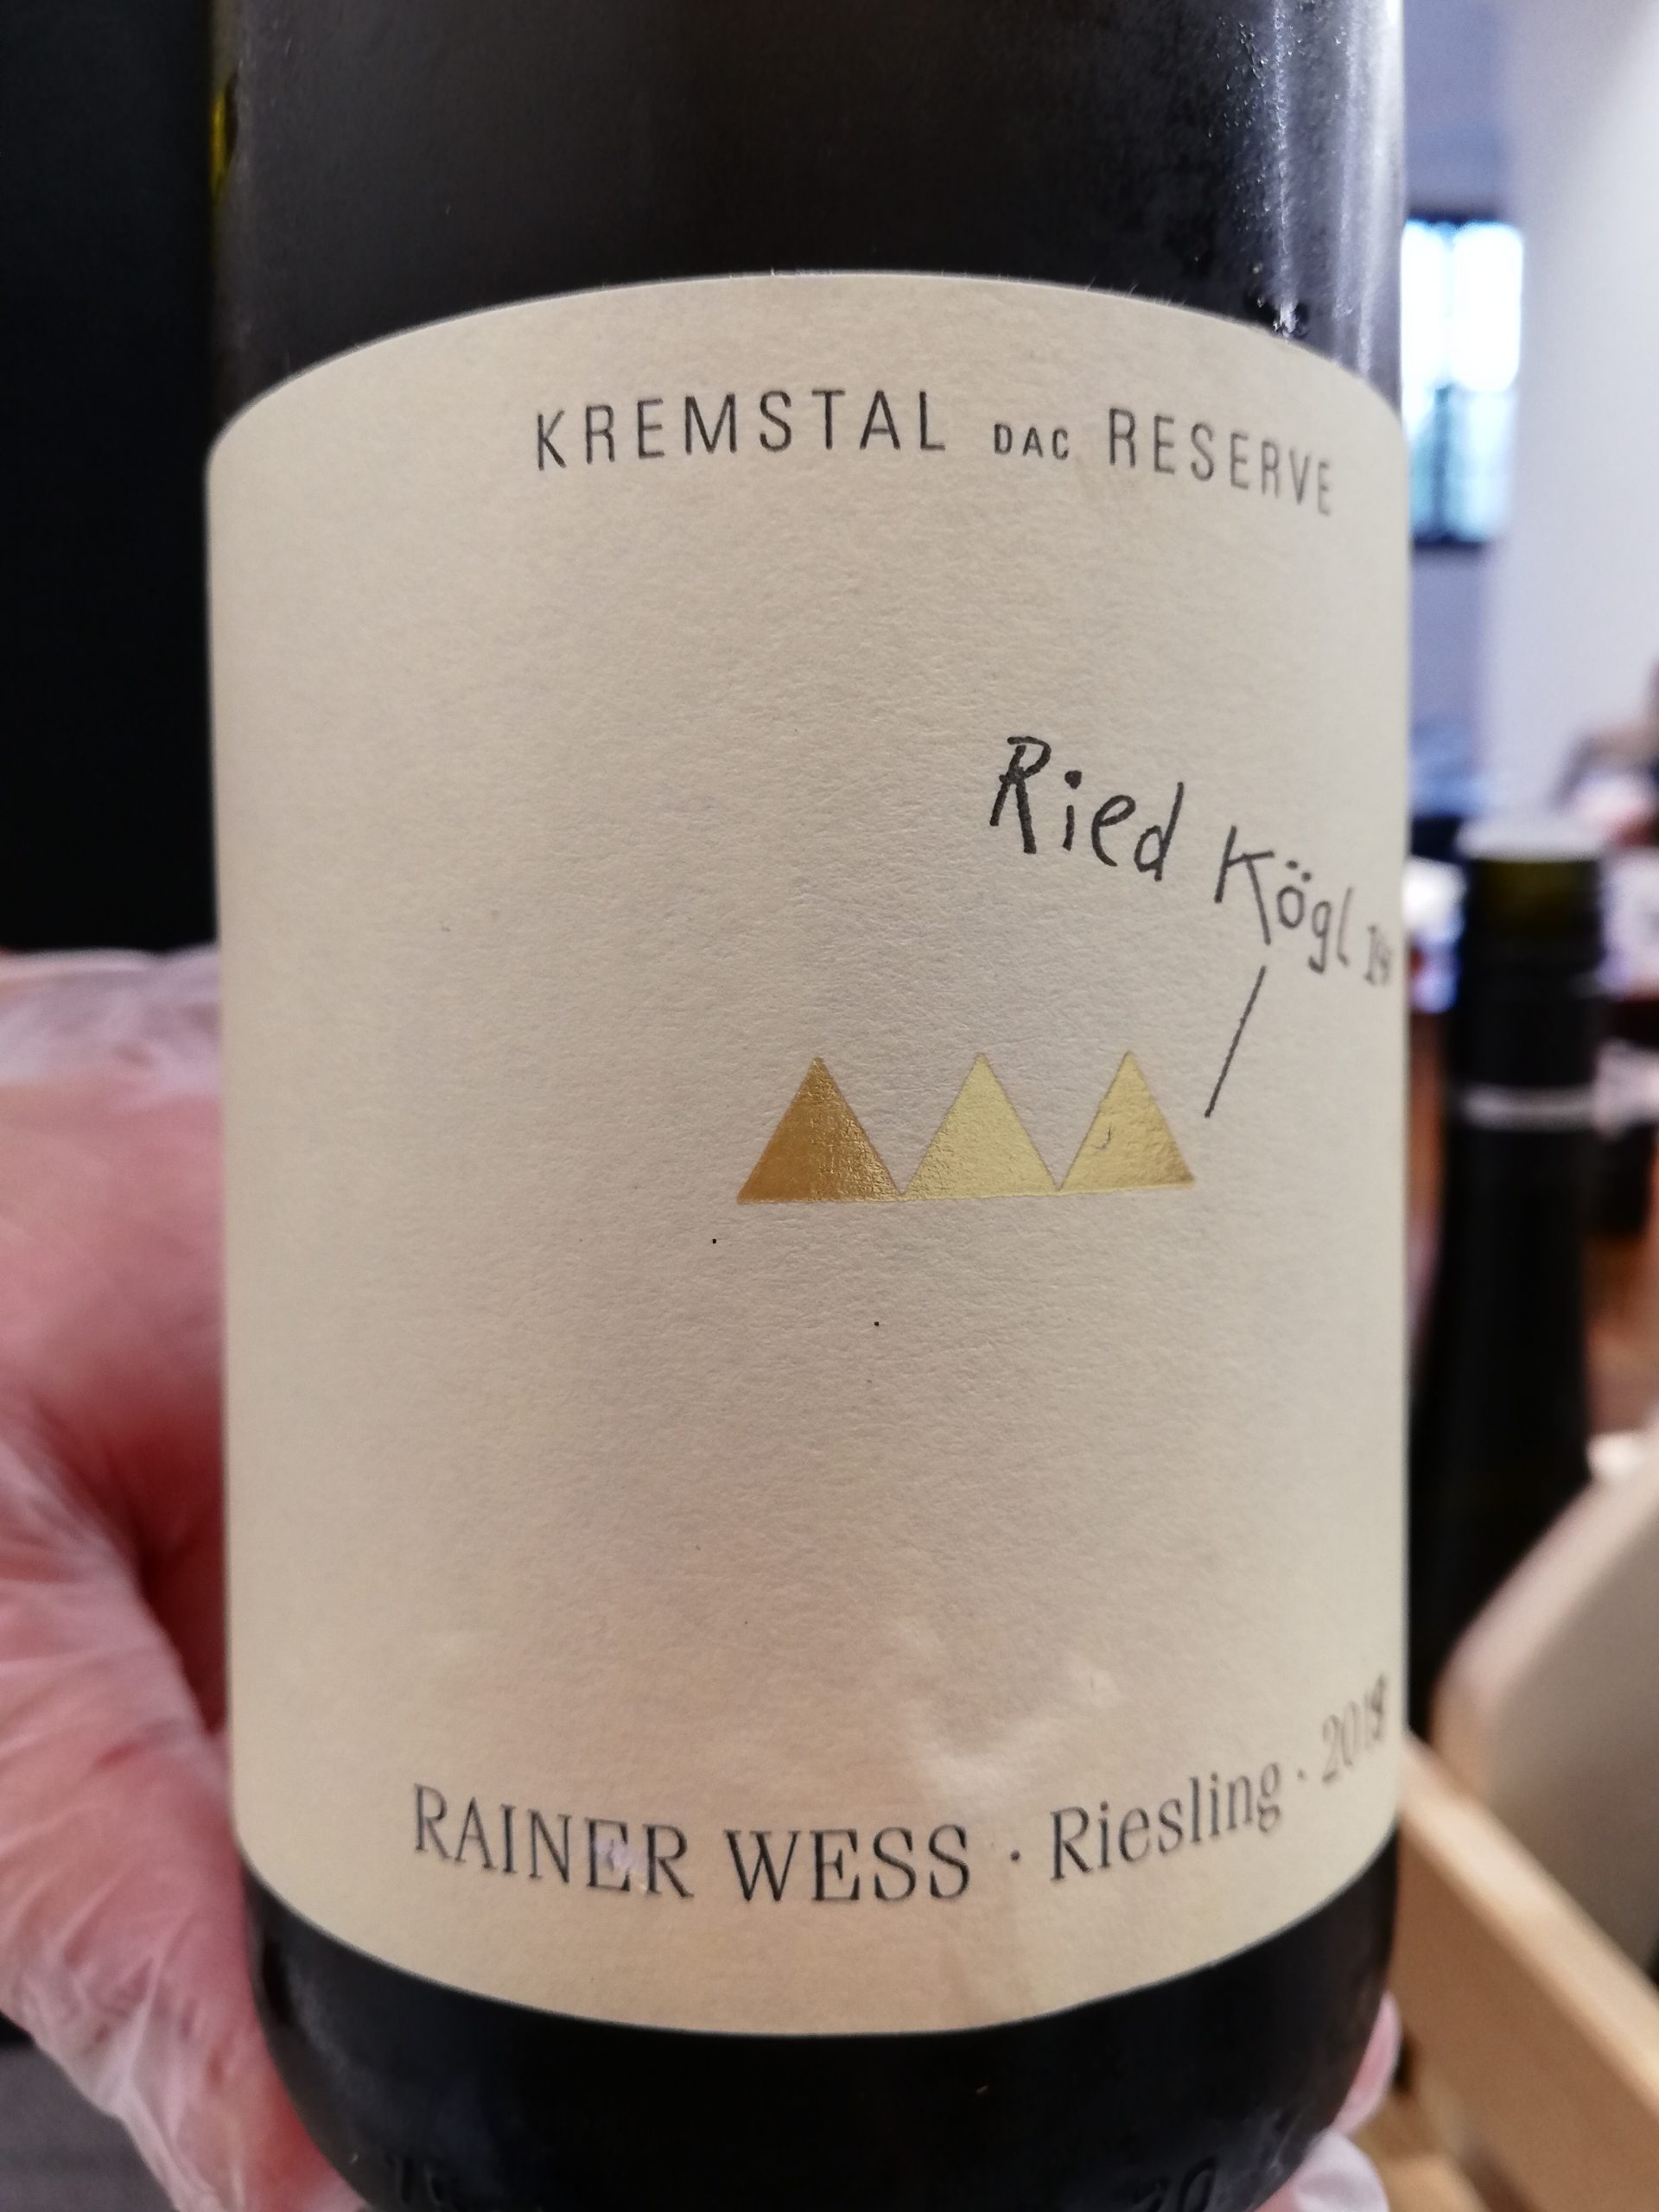 KREMSTAL DAC RESERVE
Ried Kögl
RAINER WESS · Riesling ·